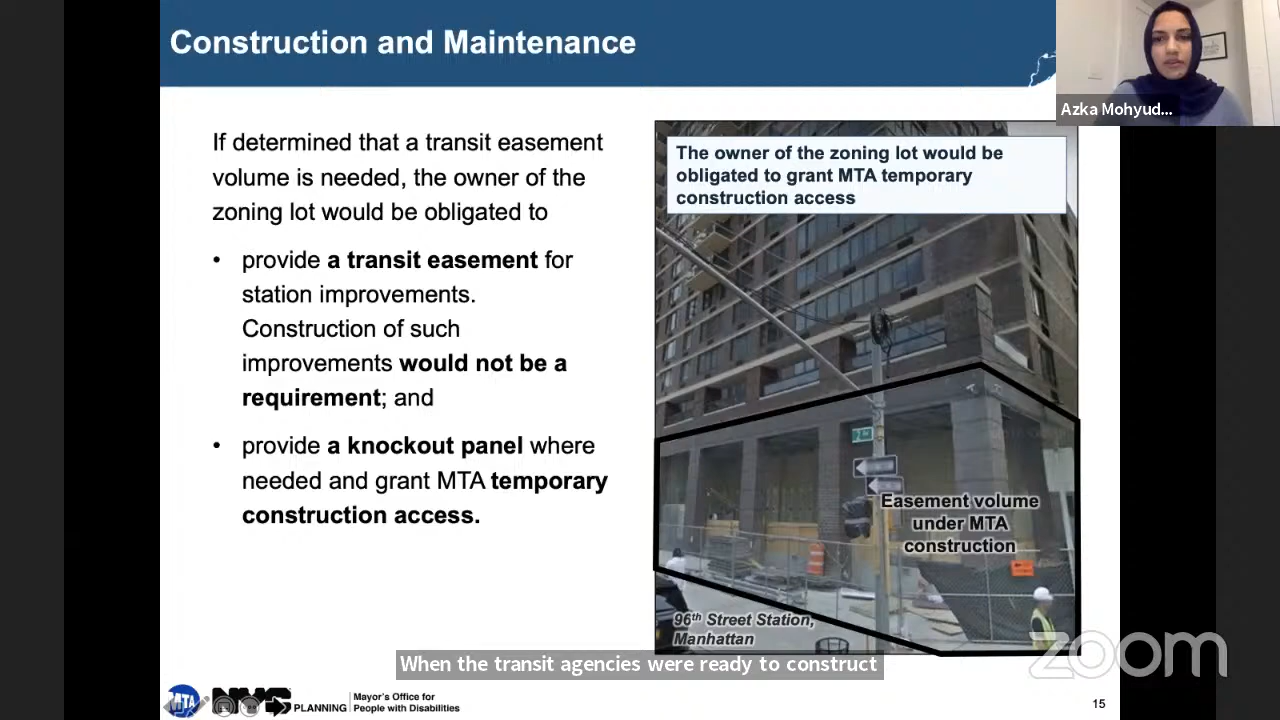 Construction and Maintenance
Azka Mohyud...
If determined that a transit easement
volume is needed, the owner of the
zoning lot would be obligated to
• provide a transit easement for
station improvements.
Construction of such
improvements would not be a
requirement; and
• provide a knockout panel where
needed and grant MTA temporary
construction access.
The owner of the zoning lot would be
obligated to grant MTA temporary
construction access
Easement volume
under MTA
construction
96th Street Station,
Manhattan
When the transit agencies were ready to construct
zoom
MTA
NYC
PLANNING
Mayor's Office for
People with Disabilities
15